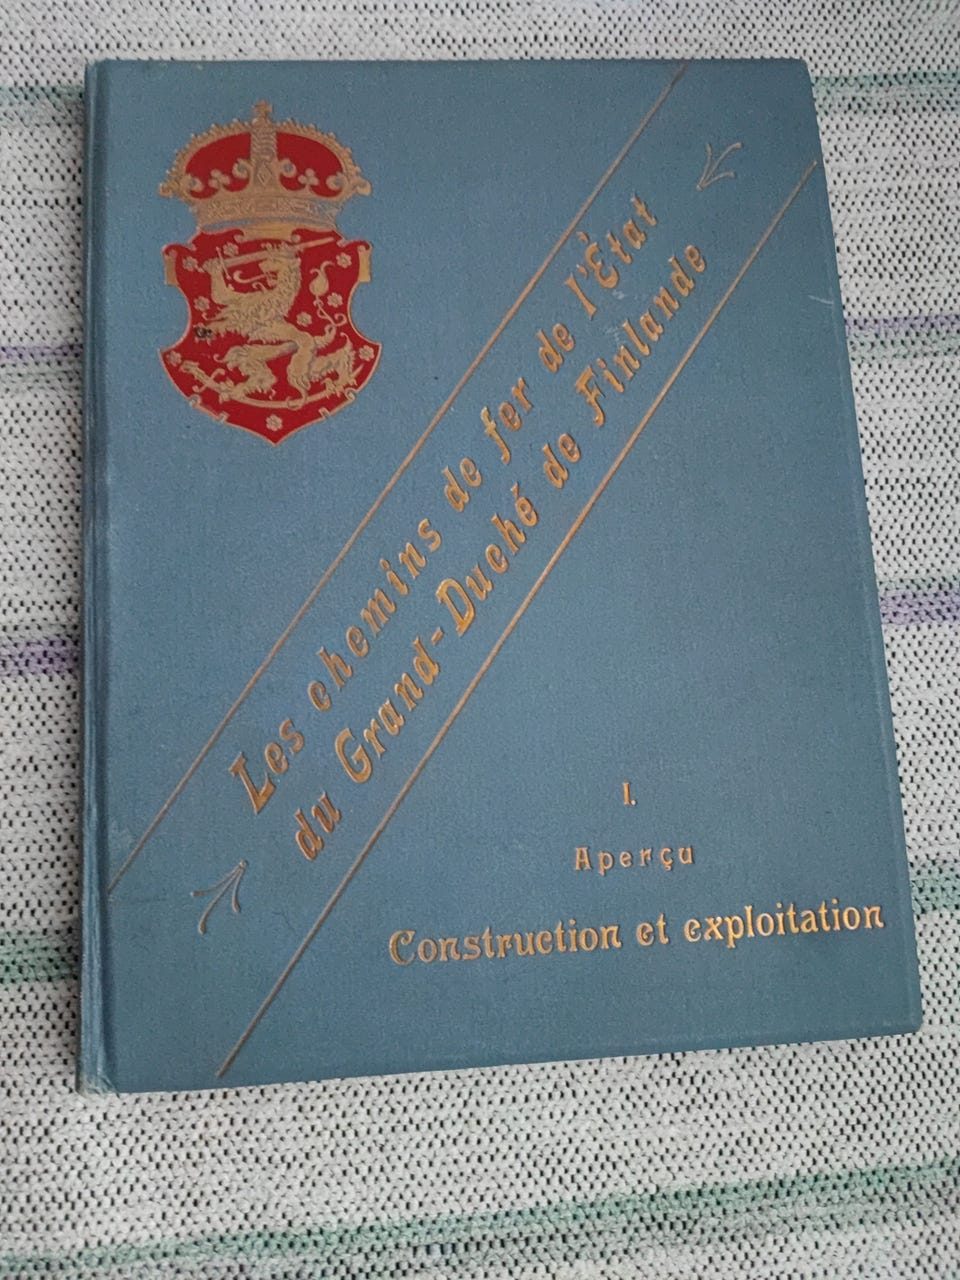 Les chemins de fer de l'État
du Grand-Duché de Finlande
I.
Aperçu
Construction et exploitation